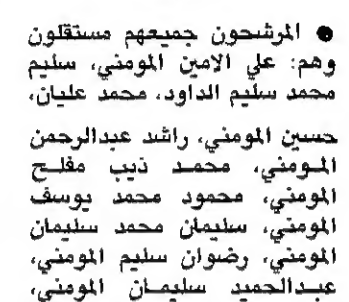 ● المرشحون جميعهم مستقلون
وهم: علي الامين المومني، سليم
محمد سليم الداود، محمد عليان،
حسين المومني، راشد عبدالرحمن
المومني، محمد ذيب مفلح
المومني، محمود محمد يوسف
المومني، سليمان محمد سليمان
المومني، رضوان سليم المومني،
عبدالحميد سليمان المومني،